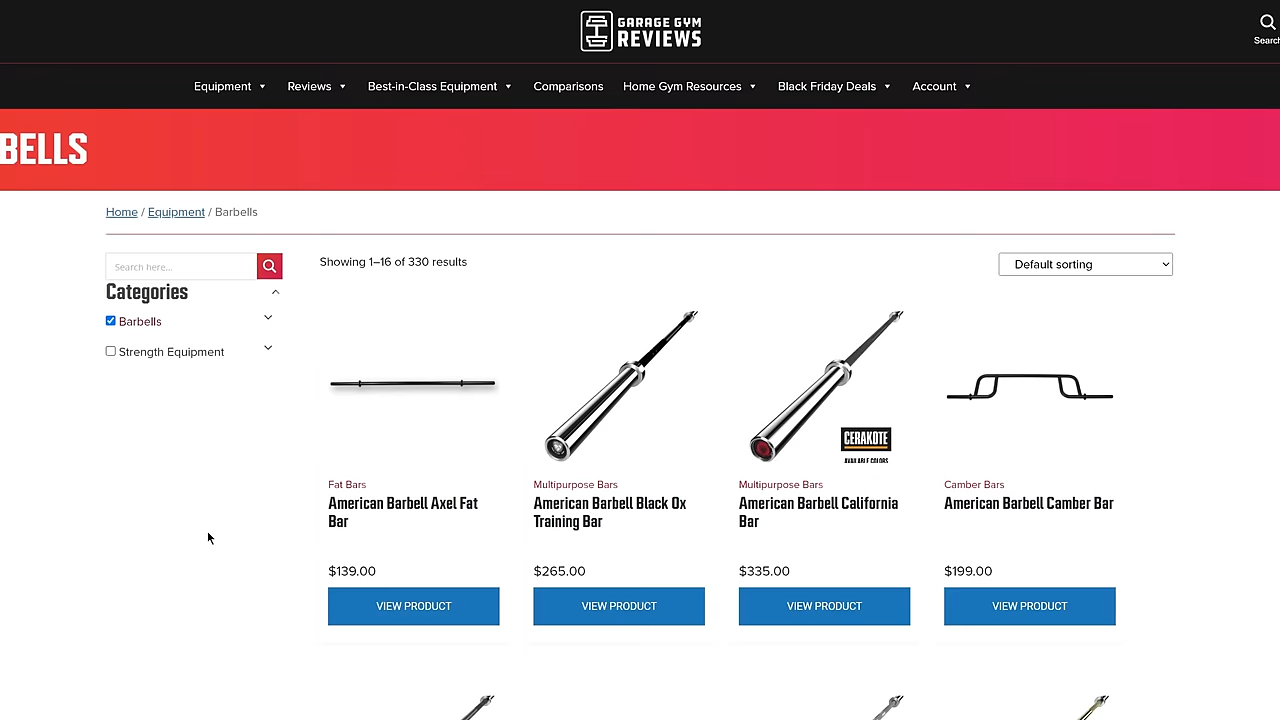 GARAGE GYM
REVIEWS
Search
Equipment Reviews Best-in-Class Equipment Comparisons Home Gym Resources Black Friday Deals Account
BELLS
Home / Equipment / Barbells
Search here...
Showing 1–16 of 330 results
Default sorting
Categories
Barbells
Strength Equipment
CERAKOTE
AVAILABLE COLORS
Fat Bars
American Barbell Axel Fat
Bar
$139.00
VIEW PRODUCT
Multipurpose Bars
American Barbell Black Ox
Training Bar
$265.00
VIEW PRODUCT
Multipurpose Bars
American Barbell California
Bar
$335.00
VIEW PRODUCT
Camber Bars
American Barbell Camber Bar
$199.00
VIEW PRODUCT